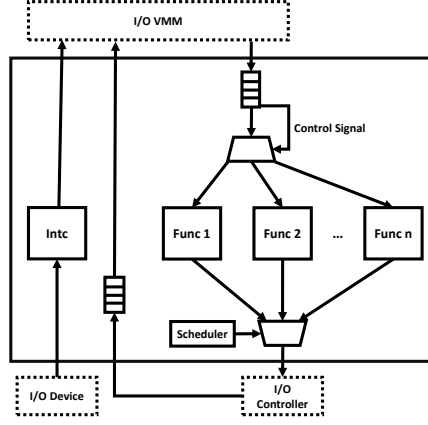 I/O VMM
Control Signal
Intc
Func 1
Func 2
...
Func n
Scheduler
I/O Device
I/O
Controller